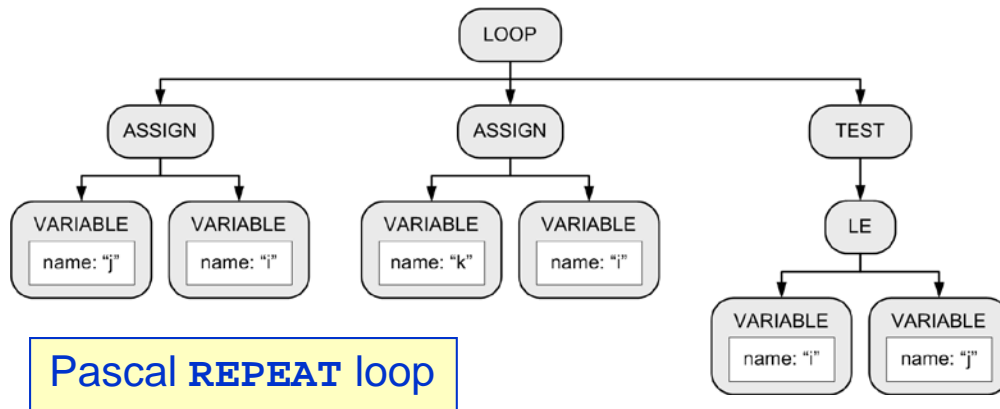 LOOP
ASSIGN ASSIGN TEST
VARIABLE VARIABLE VARIABLE VARIABLE LE
name: “j” name: “i” name: “k” name: “i”
VARIABLE VARIABLE
name: “i” name: “j”
Pascal REPEAT loop